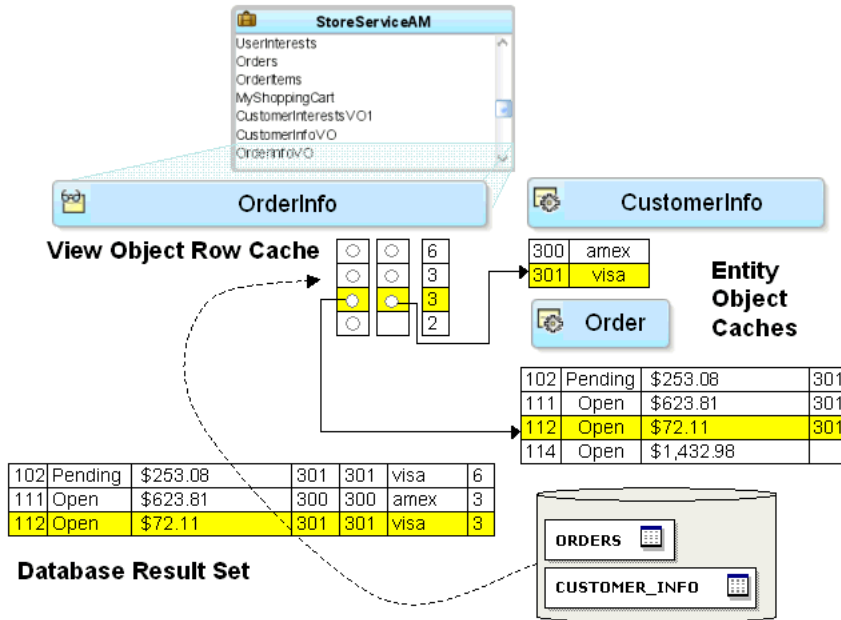 StoreServiceAM
UserInterests
Orders
OrderItems
MyShoppingCart
CustomerInterestsVO1
CustomerInfoVO
OrderInfoVO
OrderInfo
CustomerInfo
View Object Row Cache
6
3
3
2
300 amex
301 visa
Entity
Object
Caches
Order
102 Pending $253.08 301
111 Open $623.81 301
112 Open $72.11 301
114 Open $1,432.98
102 Pending $253.08 301 301 visa 6
111 Open $623.81 300 300 amex 3
112 Open $72.11 301 301 visa 3
Database Result Set
ORDERS
CUSTOMER_INFO